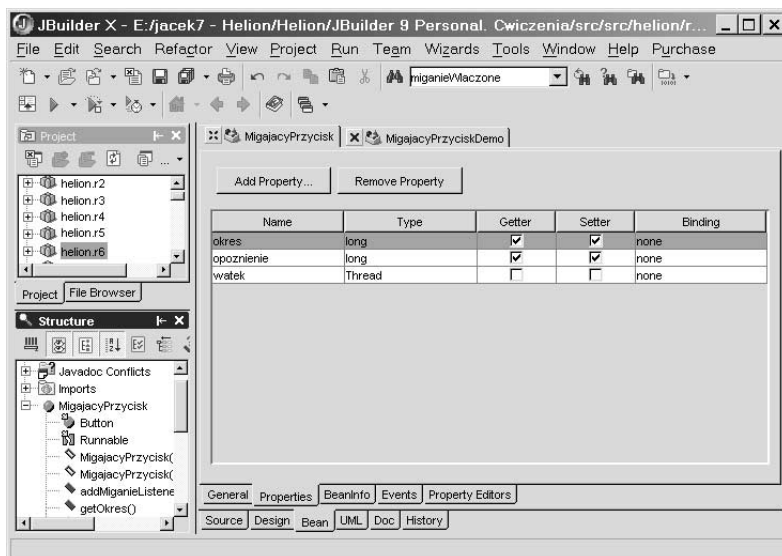 JBuilder X - E:/jacek7 - Helion/Helion/JBuilder 9 Personal. Cwiczenia/src/src/helion/r...
File Edit Search Refactor View Project Run Team Wizards Tools Window Help Purchase
miganieWlaczone
Project
helion.r2
helion.r3
helion.r4
helion.r5
helion.r6
Project File Browser
Structure
Javadoc Conflicts
Imports
MigajacyPrzycisk
Button
Runnable
MigajacyPrzycisk(
MigajacyPrzycisk(
addMiganieListene
getOkres()
MigajacyPrzycisk MigajacyPrzyciskDemo
Add Property... Remove Property
Name Type Getter Setter Binding
okres long none
opoznienie long none
watek Thread none
General Properties BeanInfo Events Property Editors
Source Design Bean UML Doc History